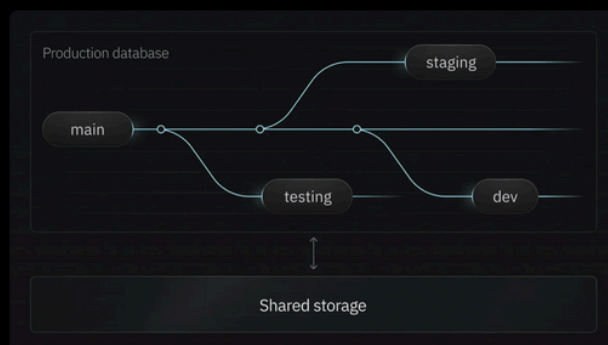 Production database
staging
main
testing
dev
Shared storage